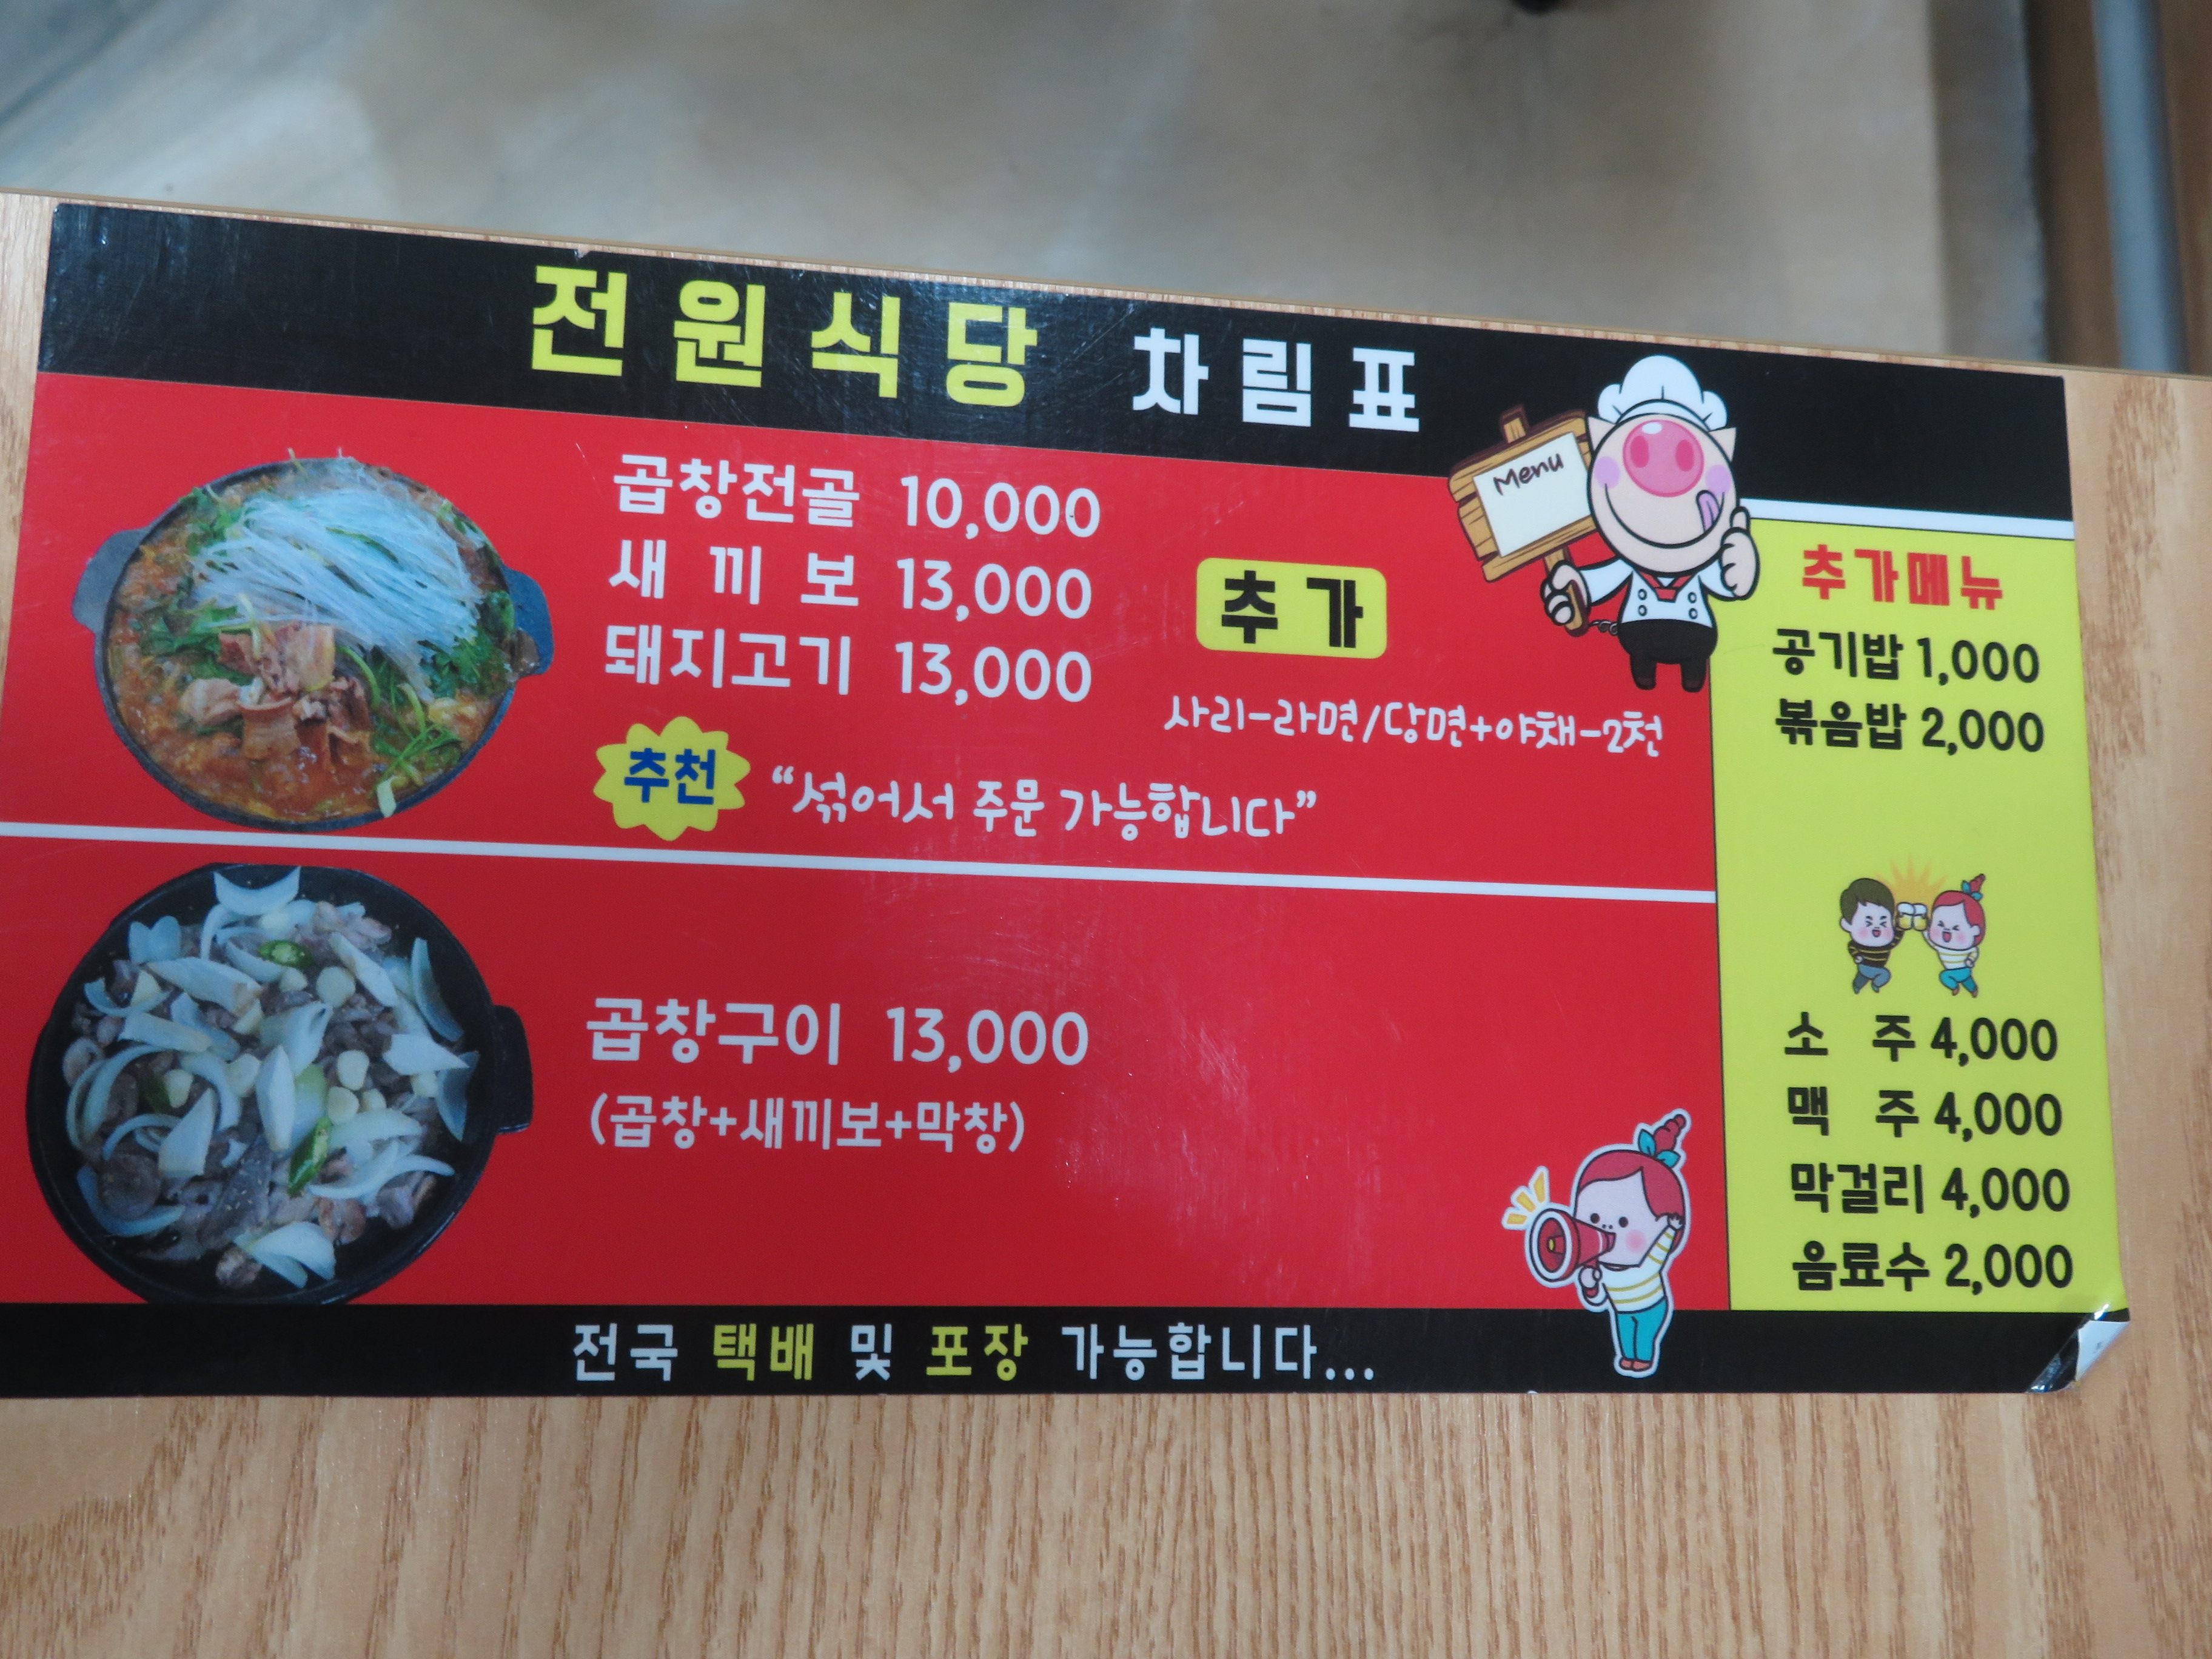 전원식당 차림표
Menu
곱창전골 10,000
새끼보 13,000
돼지고기 13,000
추가
사리-라면/당면+야채-2천
추천 “섞어서 주문 가능합니다”
곱창구이 13,000
(곱창+새끼보+막창)
추가메뉴
공기밥 1,000
볶음밥 2,000
소 주 4,000
맥 주 4,000
막걸리 4,000
음료수 2,000
전국 택배 및 포장 가능합니다...